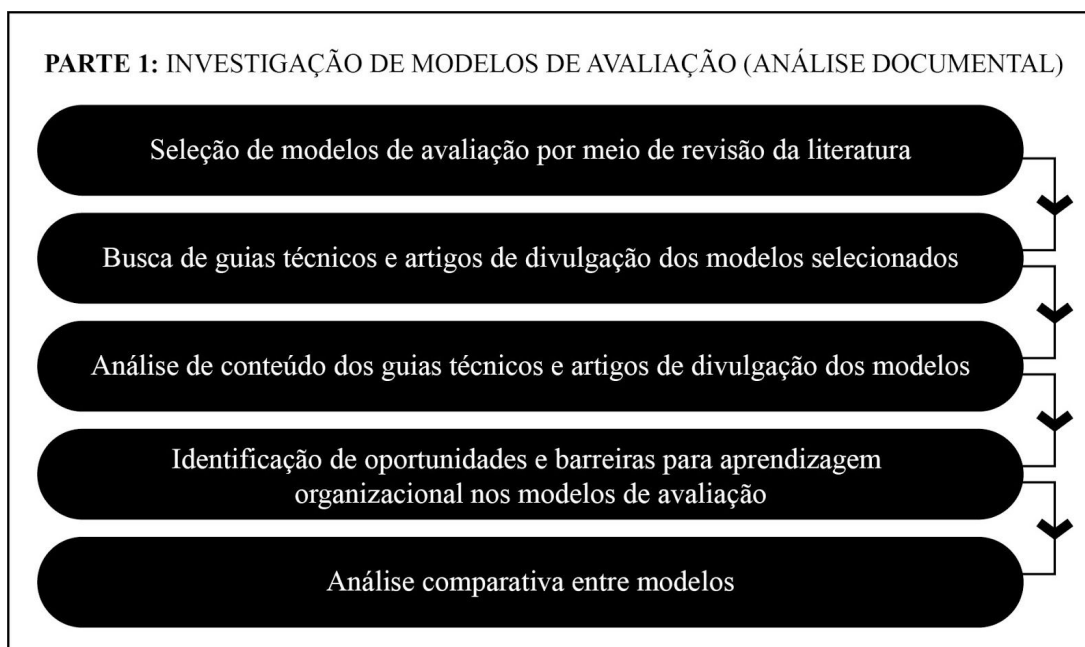 PARTE 1: INVESTIGAÇÃO DE MODELOS DE AVALIAÇÃO (ANÁLISE DOCUMENTAL)
Seleção de modelos de avaliação por meio de revisão da literatura
Busca de guias técnicos e artigos de divulgação dos modelos selecionados
Análise de conteúdo dos guias técnicos e artigos de divulgação dos modelos
Identificação de oportunidades e barreiras para aprendizagem
organizacional nos modelos de avaliação
Análise comparativa entre modelos